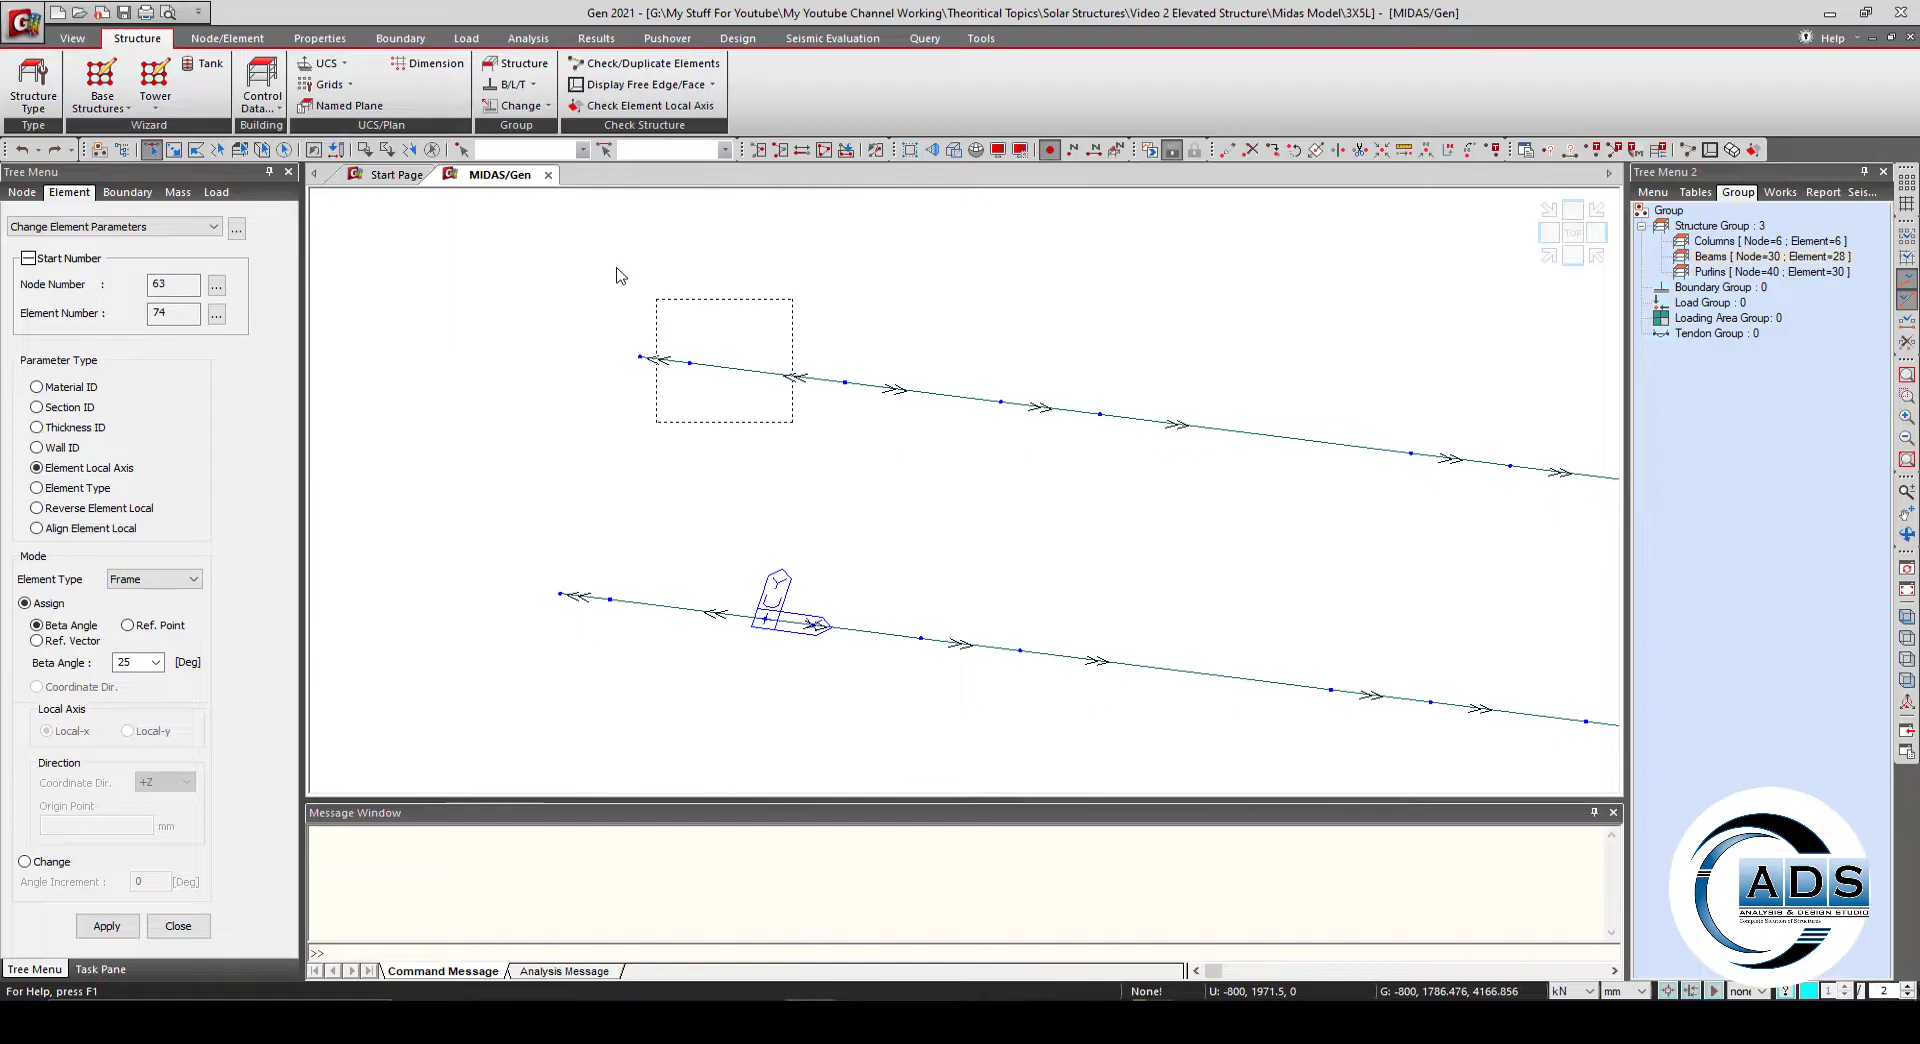 Gen 2021 - [G:\My Stuff For Youtube\My Youtube Channel Working\Theoritical Topics\Solar Structures\Video 2 Elevated Structure\Midas Model\3X5L] - [MIDAS/Gen]
View Structure Node/Element Properties Boundary Load Analysis Results Pushover Design Seismic Evaluation Query Tools Help
Structure Type
Base Structures
Tower
Tank
Control Data...
UCS
Grids
Named Plane
Dimension
Structure
B/L/T
Change
Check/Duplicate Elements
Display Free Edge/Face
Check Element Local Axis
Type Wizard Building UCS/Plan Group Check Structure
Tree Menu
Node Element Boundary Mass Load
Change Element Parameters
...
Start Number
Node Number : 63 ...
Element Number : 74 ...
Parameter Type
Material ID
Section ID
Thickness ID
Wall ID
Element Local Axis
Element Type
Reverse Element Local
Align Element Local
Mode
Element Type Frame
Assign
Beta Angle Ref. Point
Ref. Vector
Beta Angle : 25 [Deg]
Coordinate Dir.
Local Axis
Local-x Local-y
Direction
Coordinate Dir. +Z
Origin Point
mm
Change
Angle Increment : 0 [Deg]
Apply Close
Tree Menu Task Pane
Start Page MIDAS/Gen
TOP
Message Window
>>
Command Message Analysis Message
Tree Menu 2
Menu Tables Group Works Report Seis...
Group
Structure Group : 3
Columns [ Node=6 ; Element=6 ]
Beams [ Node=30 ; Element=28 ]
Purlins [ Node=40 ; Element=30 ]
Boundary Group : 0
Load Group : 0
Loading Area Group: 0
Tendon Group : 0
ADS
ANALYSIS & DESIGN STUDIO
Complete Solution of Structures
For Help, press F1 None! U: -800, 1971.5, 0 G: -800, 1786.476, 4166.856 kN mm none ? 1 / 2